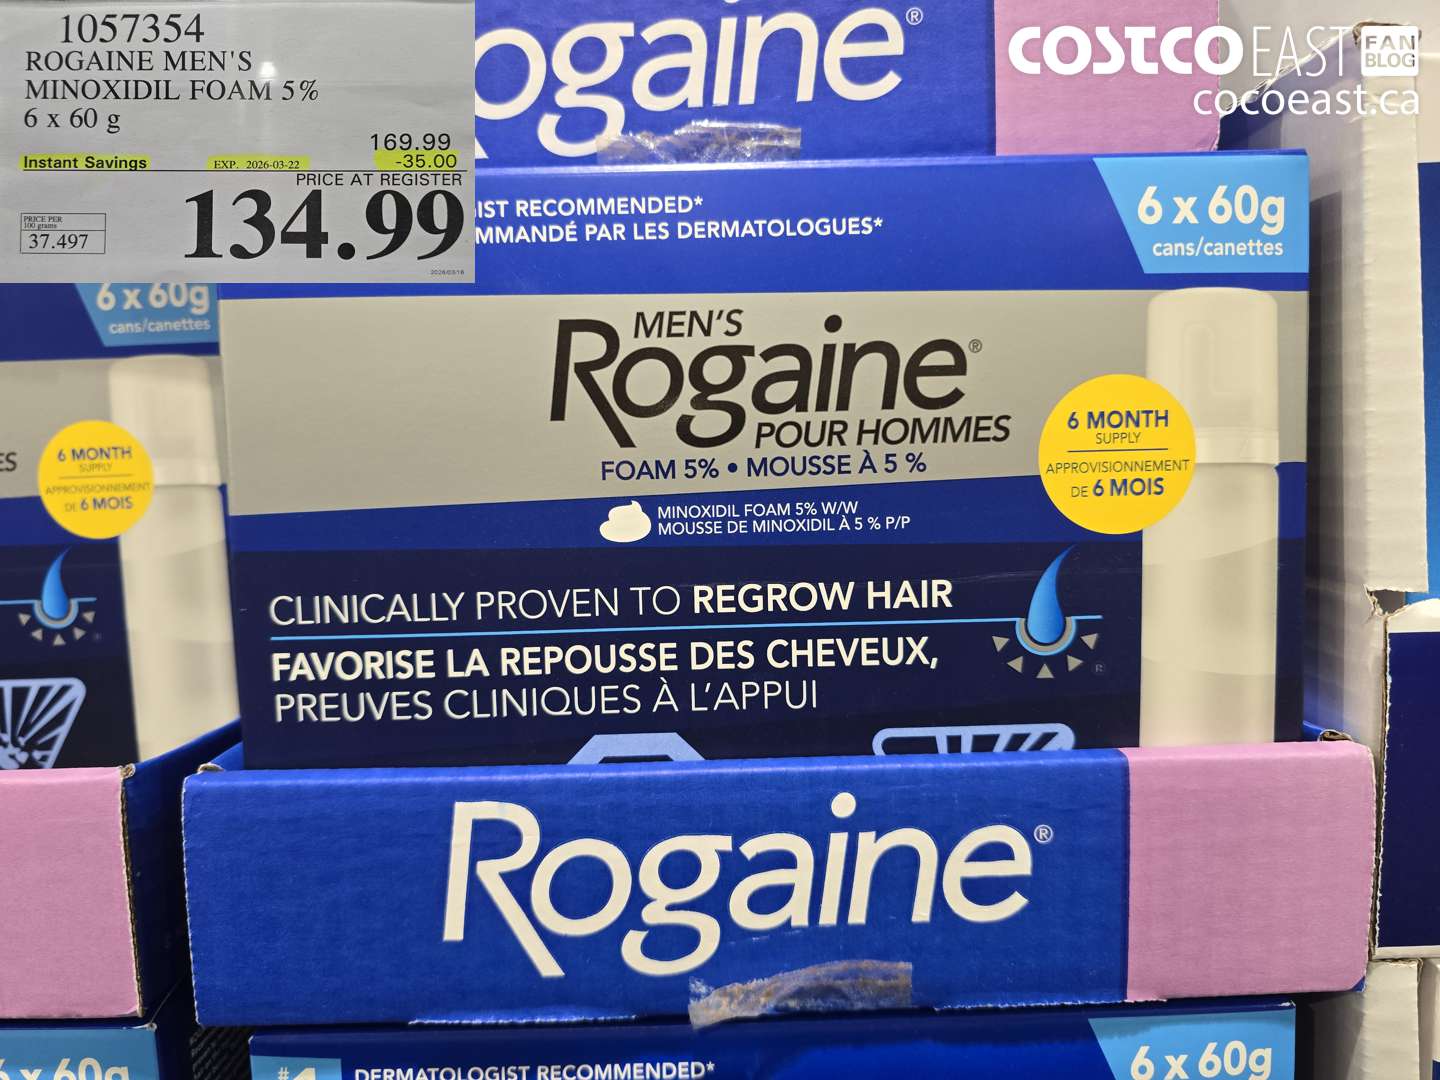 1057354
ROGAINE MEN'S
MINOXIDIL FOAM 5%
6 x 60 g
169.99
Instant Savings EXP. 2026-03-22 -35.00
PRICE AT REGISTER
134.99
PRICE PER
100 grams
37.497
2026/03/16
COSTCO EAST FAN BLOG
cocoeast.ca
ogaine®
IST RECOMMENDED*
MMANDÉ PAR LES DERMATOLOGUES*
6 x 60g
cans/canettes
6 x 60g
cans/canettes
MEN'S
Rogaine®
POUR HOMMES
FOAM 5% • MOUSSE À 5 %
MINOXIDIL FOAM 5% W/W
MOUSSE DE MINOXIDIL À 5 % P/P
6 MONTH
SUPPLY
APPROVISIONNEMENT
DE 6 MOIS
ES
6 MONTH
SUPPLY
APPROVISIONNEMENT
DE 6 MOIS
CLINICALLY PROVEN TO REGROW HAIR
FAVORISE LA REPOUSSE DES CHEVEUX,
PREUVES CLINIQUES À L'APPUI
®
Rogaine®
6 x 60g
#1 DERMATOLOGIST RECOMMENDED*
6 x 60g